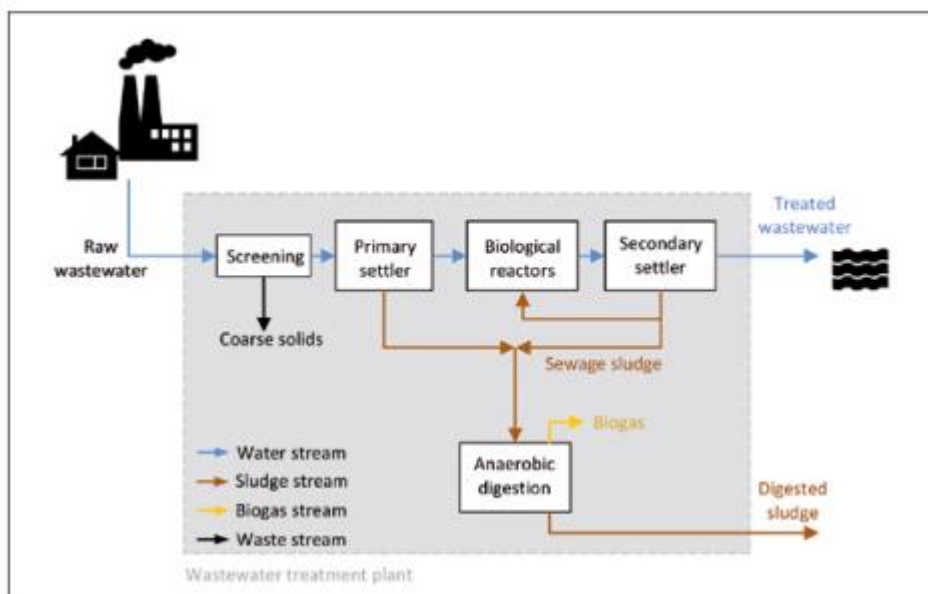 Treated
wastewater
Raw
wastewater
Screening
Primary
settler
Biological
reactors
Secondary
settler
Coarse solids
Sewage sludge
Biogas
Anaerobic
digestion
Digested
sludge
Water stream
Sludge stream
Biogas stream
Waste stream
Wastewater treatment plant